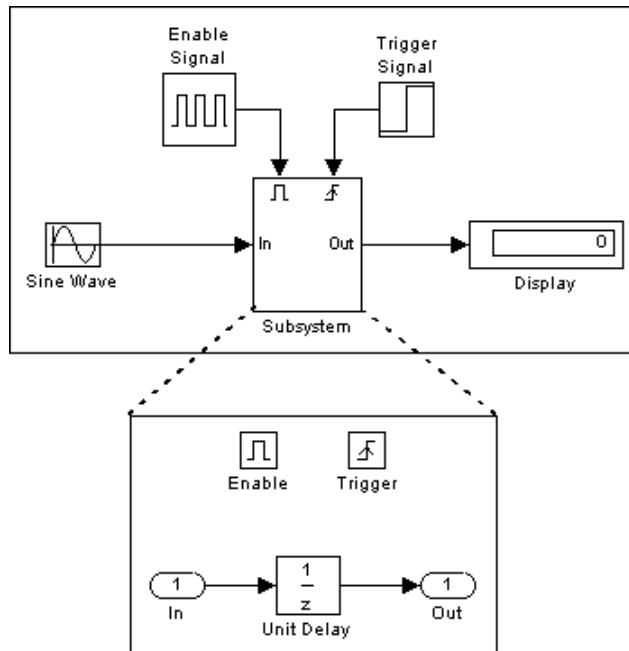 Enable
Signal
Trigger
Signal
In
Out
0
Sine Wave
Display
Subsystem
Enable
Trigger
1
1
z
1
In
Unit Delay
Out